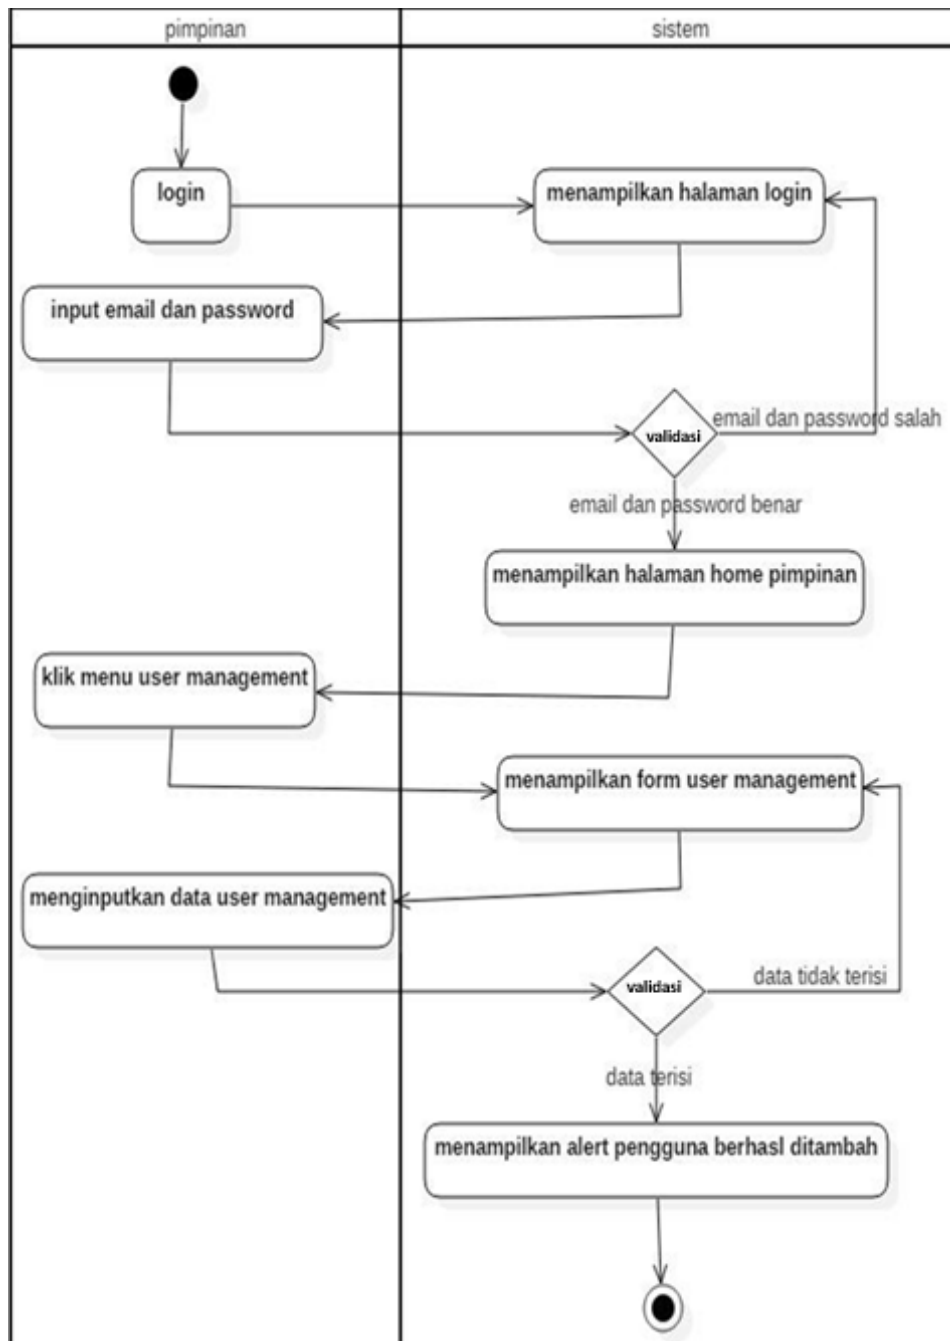 pimpinan
sistem
login
menampilkan halaman login
input email dan password
validasi
email dan password salah
email dan password benar
menampilkan halaman home pimpinan
klik menu user management
menampilkan form user management
menginputkan data user management
validasi
data tidak terisi
data terisi
menampilkan alert pengguna berhasl ditambah